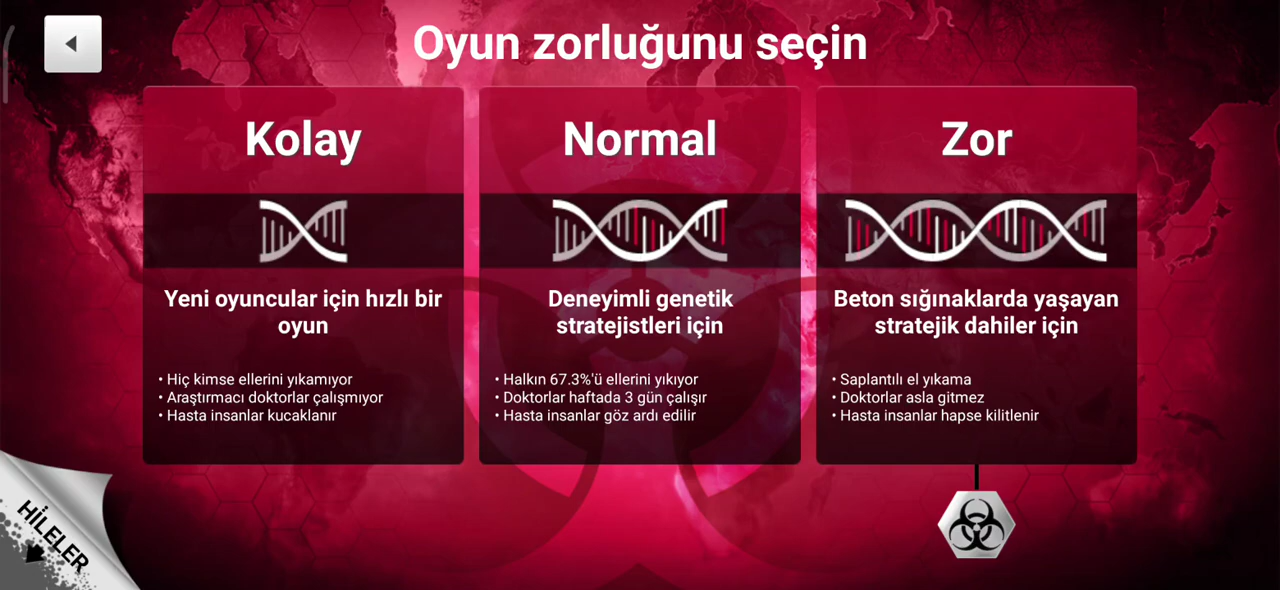 Oyun zorluğunu seçin
Kolay
Yeni oyuncular için hızlı bir
oyun
• Hiç kimse ellerini yıkamıyor
• Araştırmacı doktorlar çalışmıyor
• Hasta insanlar kucaklanır
Normal
Deneyimli genetik
stratejistleri için
• Halkın 67.3%'ü ellerini yıkıyor
• Doktorlar haftada 3 gün çalışır
• Hasta insanlar göz ardı edilir
Zor
Beton sığınaklarda yaşayan
stratejik dahiler için
• Saplantılı el yıkama
• Doktorlar asla gitmez
• Hasta insanlar hapse kilitlenir
HİLELER